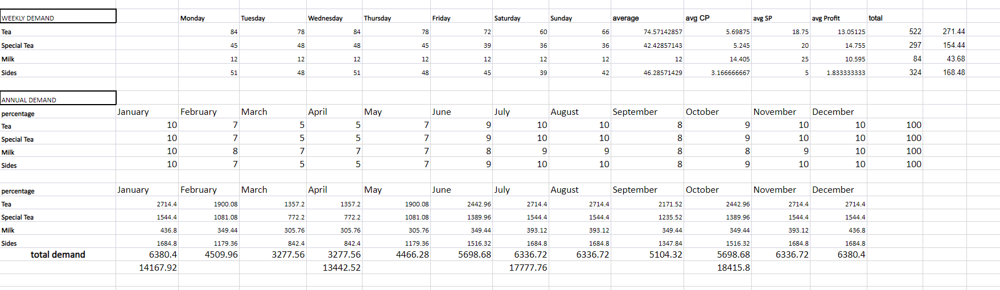 WEEKLY DEMAND Monday Tuesday Wednesday Thursday Friday Saturday Sunday average avg CP avg SP avg Profit total
Tea 84 78 84 78 72 60 66 74.57142857 5.69875 18.75 13.05125 522 271.44
Special Tea 45 48 48 45 39 36 36 42.42857143 5.245 20 14.755 297 154.44
Milk 12 12 12 12 12 12 12 12 14.405 25 10.595 84 43.68
Sides 51 48 51 48 45 39 42 46.28571429 3.166666667 5 1.833333333 324 168.48
ANNUAL DEMAND
percentage January February March April May June July August September October November December
Tea 10 7 5 5 7 9 10 10 8 9 10 10 100
Special Tea 10 7 5 5 7 9 10 10 8 9 10 10 100
Milk 10 8 7 7 7 8 9 9 8 8 9 10 100
Sides 10 7 5 5 7 9 10 10 8 9 10 10 100
percentage January February March April May June July August September October November December
Tea 2714.4 1900.08 1357.2 1357.2 1900.08 2442.96 2714.4 2714.4 2171.52 2442.96 2714.4 2714.4
Special Tea 1544.4 1081.08 772.2 772.2 1081.08 1389.96 1544.4 1544.4 1235.52 1389.96 1544.4 1544.4
Milk 436.8 349.44 305.76 305.76 305.76 349.44 393.12 393.12 349.44 349.44 393.12 436.8
Sides 1684.8 1179.36 842.4 842.4 1179.36 1516.32 1684.8 1684.8 1347.84 1516.32 1684.8 1684.8
total demand 6380.4 4509.96 3277.56 3277.56 4466.28 5698.68 6336.72 6336.72 5104.32 5698.68 6336.72 6380.4
14167.92 13442.52 17777.76 18415.8